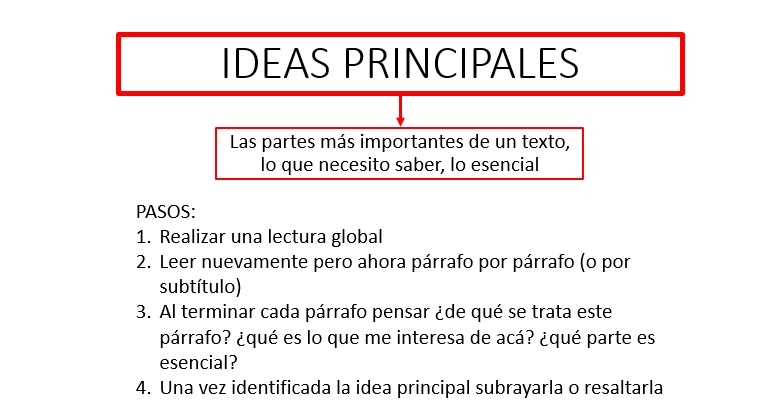 IDEAS PRINCIPALES
Las partes más importantes de un texto,
lo que necesito saber, lo esencial
PASOS:
1. Realizar una lectura global
2. Leer nuevamente pero ahora párrafo por párrafo (o por
subtítulo)
3. Al terminar cada párrafo pensar ¿de qué se trata este
párrafo? ¿qué es lo que me interesa de acá? ¿qué parte es
esencial?
4. Una vez identificada la idea principal subrayarla o resaltarla